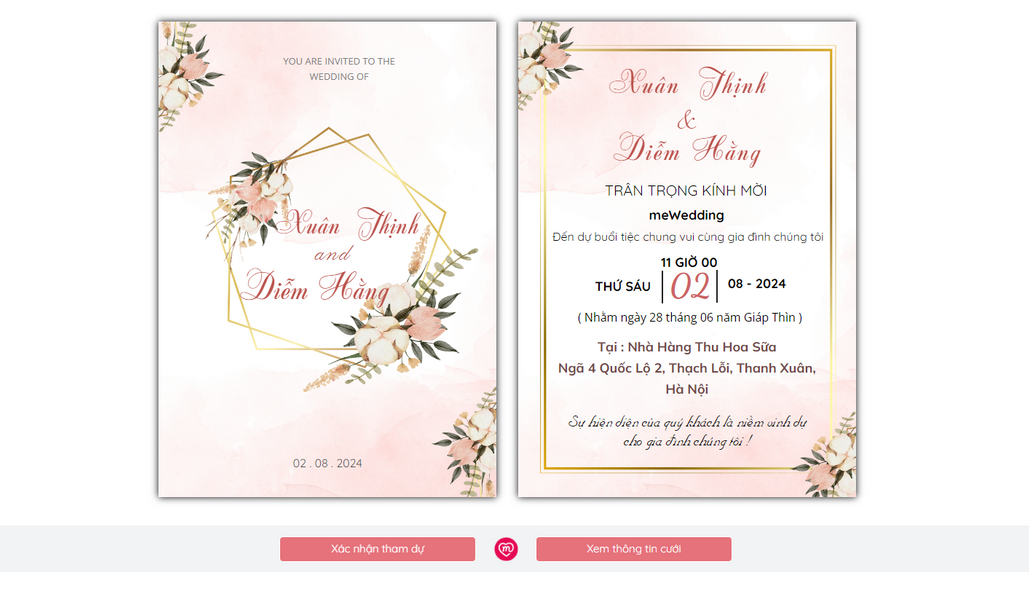 YOU ARE INVITED TO THE
WEDDING OF
Xuân Thịnh
and
Diễm Hằng
02 . 08 . 2024
Xuân Thịnh
&
Diễm Hằng
TRÂN TRỌNG KÍNH MỜI
meWedding
Đến dự buổi tiệc chung vui cùng gia đình chúng tôi
11 GIỜ 00
THỨ SÁU 02 08 - 2024
( Nhằm ngày 28 tháng 06 năm Giáp Thìn )
Tại : Nhà Hàng Thu Hoa Sữa
Ngã 4 Quốc Lộ 2, Thạch Lỗi, Thanh Xuân,
Hà Nội
Sự hiện diện của quý khách là niềm vinh dự
cho gia đình chúng tôi !
Xác nhận tham dự
m
Xem thông tin cưới